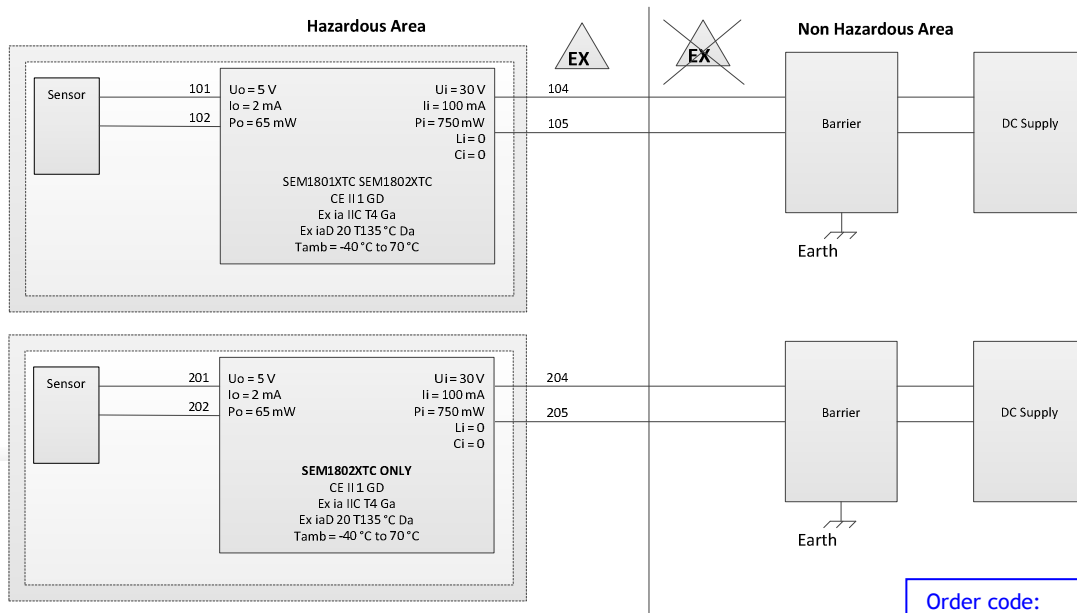 Hazardous Area
Non Hazardous Area
EX
EX
Sensor
101
102
Uo = 5 V
Io = 2 mA
Po = 65 mW
Ui = 30 V
Ii = 100 mA
Pi = 750 mW
Li = 0
Ci = 0
SEM1801XTC SEM1802XTC
CE II 1 GD
Ex ia IIC T4 Ga
Ex iaD 20 T135 °C Da
Tamb = -40 °C to 70 °C
104
105
Barrier
DC Supply
Earth
Sensor
201
202
Uo = 5 V
Io = 2 mA
Po = 65 mW
Ui = 30 V
Ii = 100 mA
Pi = 750 mW
Li = 0
Ci = 0
SEM1802XTC ONLY
CE II 1 GD
Ex ia IIC T4 Ga
Ex iaD 20 T135 °C Da
Tamb = -40 °C to 70 °C
204
205
Barrier
DC Supply
Earth
Order code: